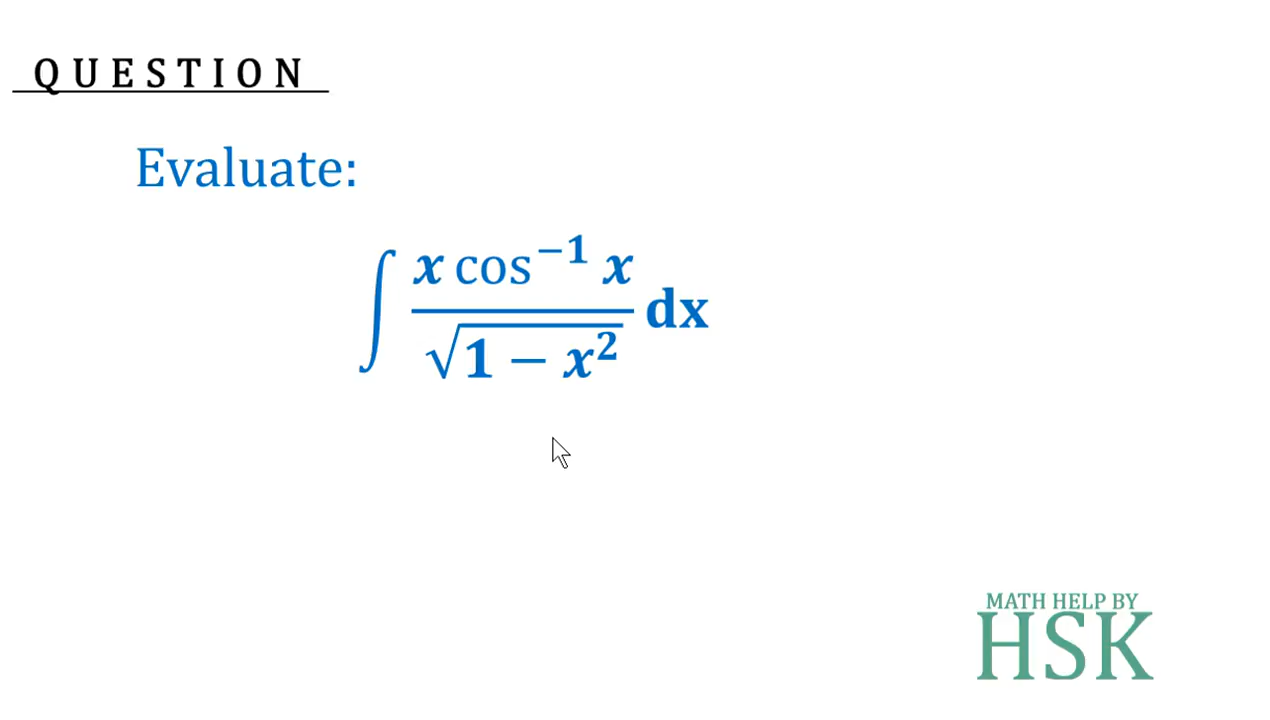 QUESTION
Evaluate:
∫ x cos⁻¹ x / √(1 − x²) dx
MATH HELP BY
HSK